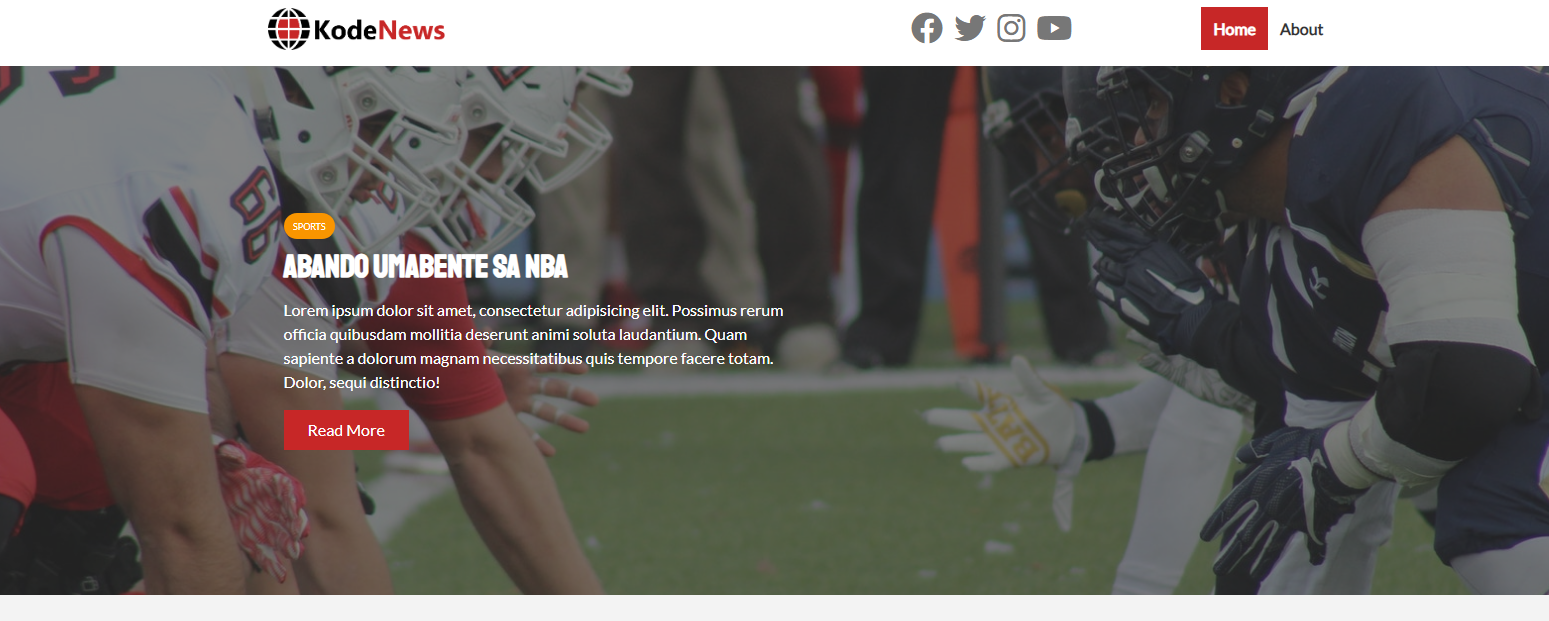 KodeNews
Home About
SPORTS
ABANDO UMABENTE SA NBA
Lorem ipsum dolor sit amet, consectetur adipisicing elit. Possimus rerum
officia quibusdam mollitia deserunt animi soluta laudantium. Quam
sapiente a dolorum magnam necessitatibus quis tempore facere totam.
Dolor, sequi distinctio!
Read More
66
BAT